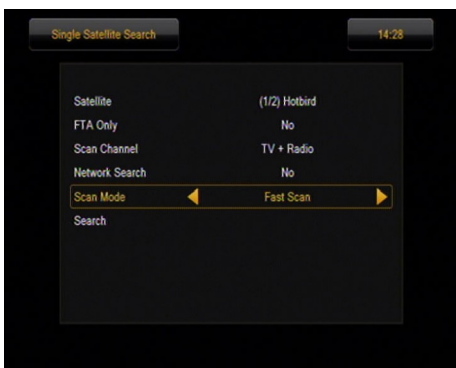 Single Satellite Search 14:28
Satellite (1/2) Hotbird
FTA Only No
Scan Channel TV + Radio
Network Search No
Scan Mode Fast Scan
Search